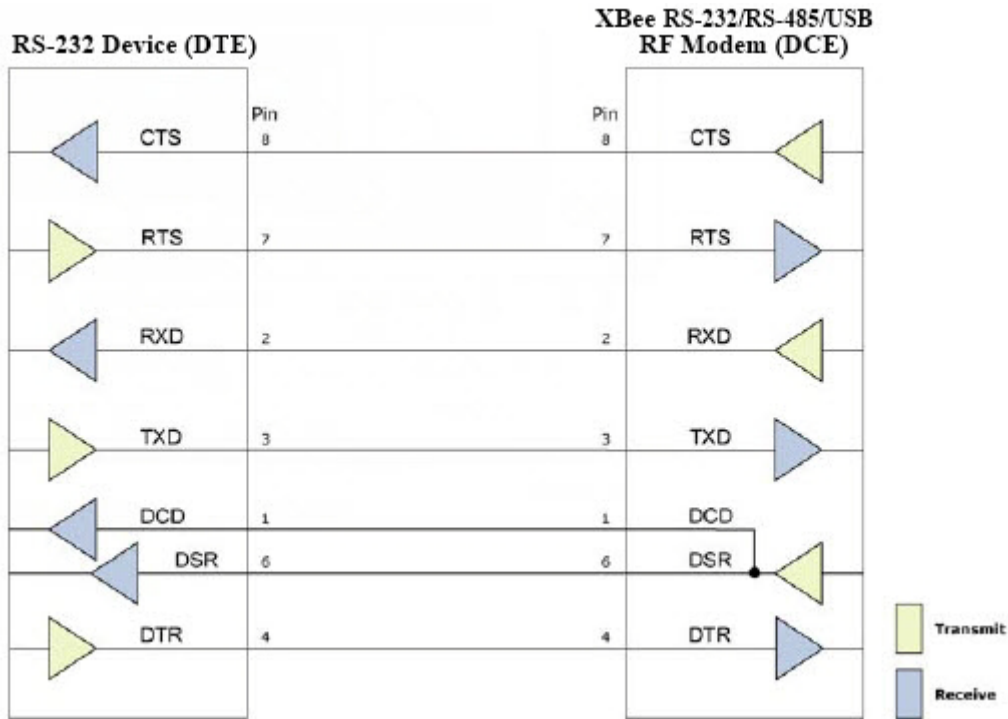 XBee RS-232/RS-485/USB
RS-232 Device (DTE) RF Modem (DCE)
Pin Pin
CTS 8 8 CTS
RTS 7 7 RTS
RXD 2 2 RXD
TXD 3 3 TXD
DCD 1 1 DCD
DSR 6 6 DSR
DTR 4 4 DTR
Transmit
Receive